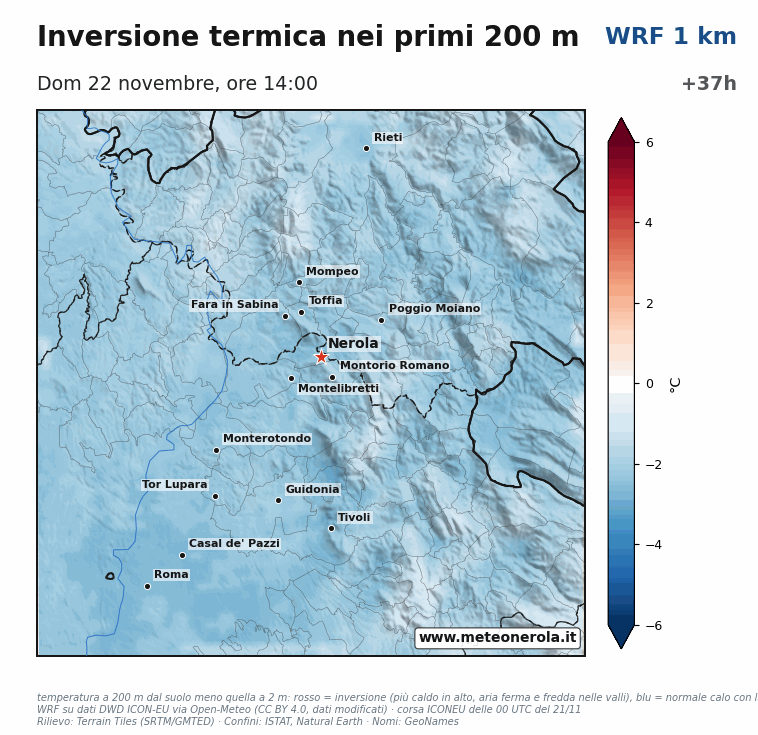 Inversione termica nei primi 200 m WRF 1 km
Dom 22 novembre, ore 14:00 +37h
Rieti
Mompeo
Toffia
Fara in Sabina
Poggio Moiano
Nerola
Montorio Romano
Montelibretti
Monterotondo
Tor Lupara
Guidonia
Tivoli
Casal de' Pazzi
Roma
www.meteonerola.it
6
4
2
0
−2
−4
−6
°C
temperatura a 200 m dal suolo meno quella a 2 m: rosso = inversione (più caldo in alto, aria ferma e fredda nelle valli), blu = normale calo con l
WRF su dati DWD ICON-EU via Open-Meteo (CC BY 4.0, dati modificati) · corsa ICONEU delle 00 UTC del 21/11
Rilievo: Terrain Tiles (SRTM/GMTED) · Confini: ISTAT, Natural Earth · Nomi: GeoNames